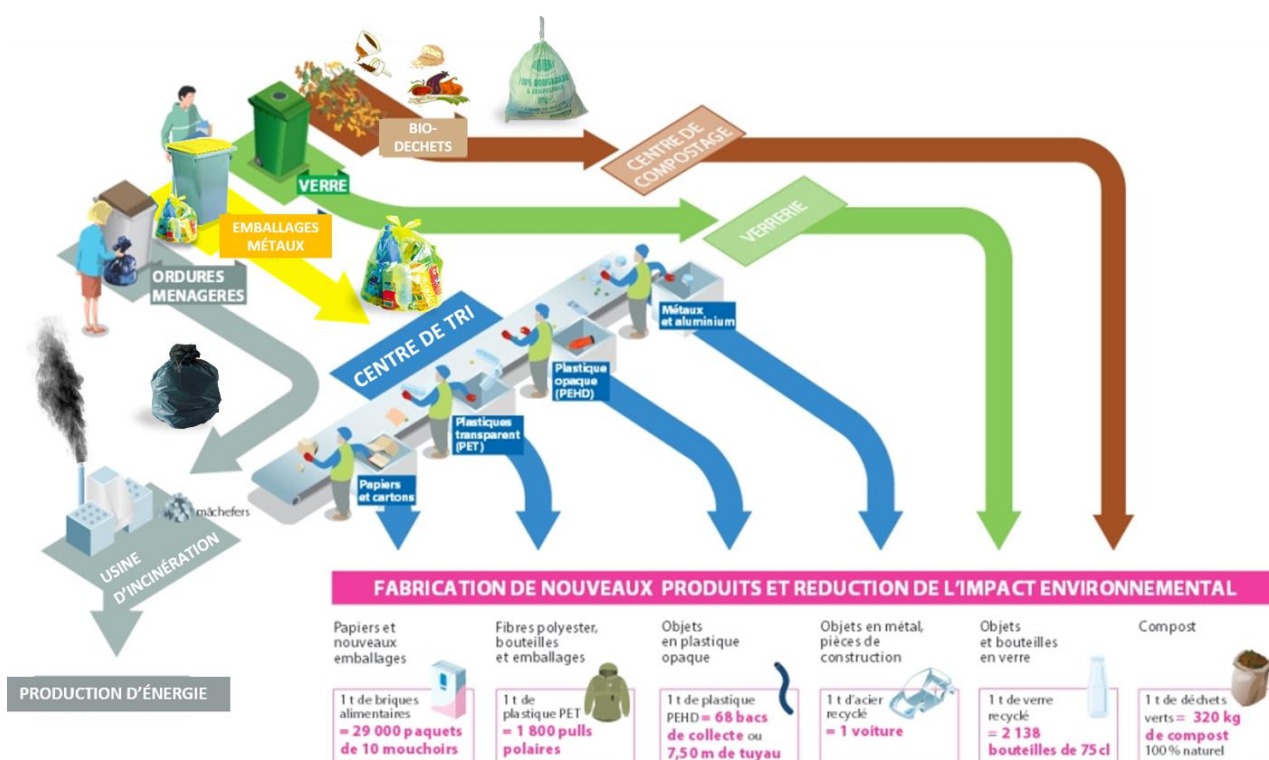 100% BIODEGRADABLE
BIO-
DECHETS
CENTRE DE
COMPOSTAGE
VERRE
VERRERIE
EMBALLAGES
MÉTAUX
ORDURES
MENAGERES
CENTRE DE TRI
Métaux
et aluminium
Plastique
opaque
(PEHD)
Plastiques
transparent
(PET)
Papiers
et cartons
mâchefers
USINE
D'INCINÉRATION
PRODUCTION D'ÉNERGIE
FABRICATION DE NOUVEAUX PRODUITS ET REDUCTION DE L'IMPACT ENVIRONNEMENTAL
Papiers et
nouveaux
emballages
1 t de briques
alimentaires
= 29 000 paquets
de 10 mouchoirs
Fibres polyester,
bouteilles
et emballages
1 t de
plastique PET
= 1 800 pulls
polaires
Objets
en plastique
opaque
1 t de plastique
PEHD = 68 bacs
de collecte ou
7,50 m de tuyau
Objets en métal,
pièces de
construction
1 t d'acier
recyclé
= 1 voiture
Objets
et bouteilles
en verre
1 t de verre
recyclé
= 2 138
bouteilles de 75 cl
Compost
1 t de déchets
verts = 320 kg
de compost
100 % naturel